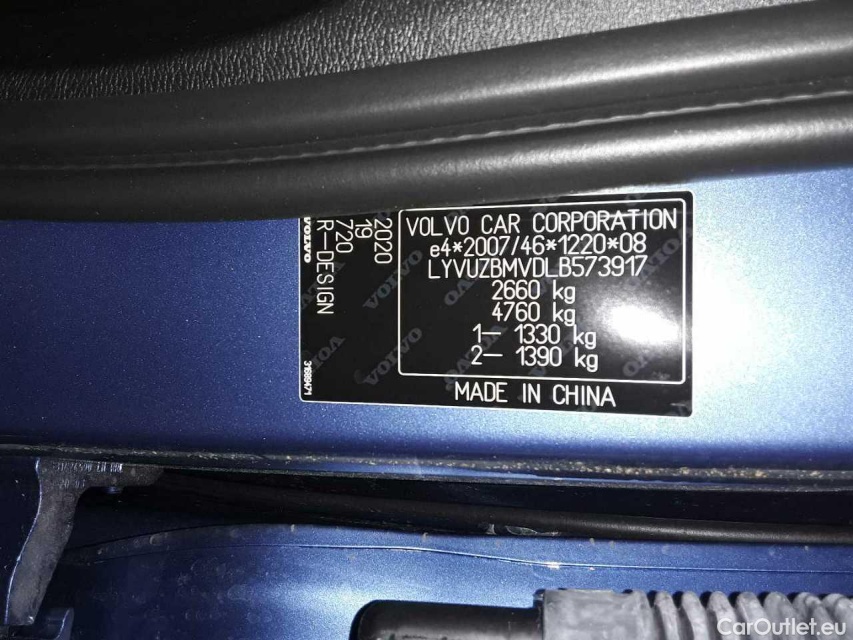 VOLVO CAR CORPORATION
e4*2007/46*1220*08
LYVUZBMVDLB573917
2660 kg
4760 kg
1– 1330 kg
2– 1390 kg
MADE IN CHINA
2020
19
720
R–DESIGN
VOLVO
31689471
CarOutlet.eu